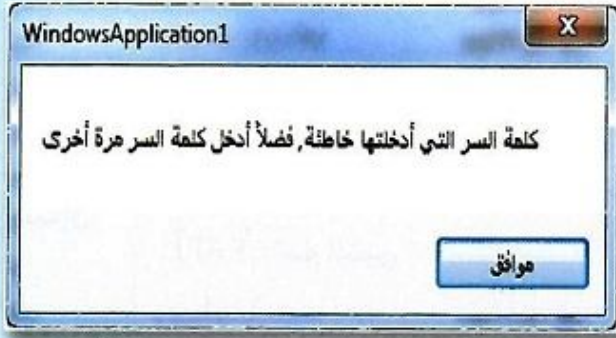 WindowsApplication1
كلمة السر التي أدخلتها خاطئة, فضلاً أدخل كلمة السر مرة أخرى
موافق